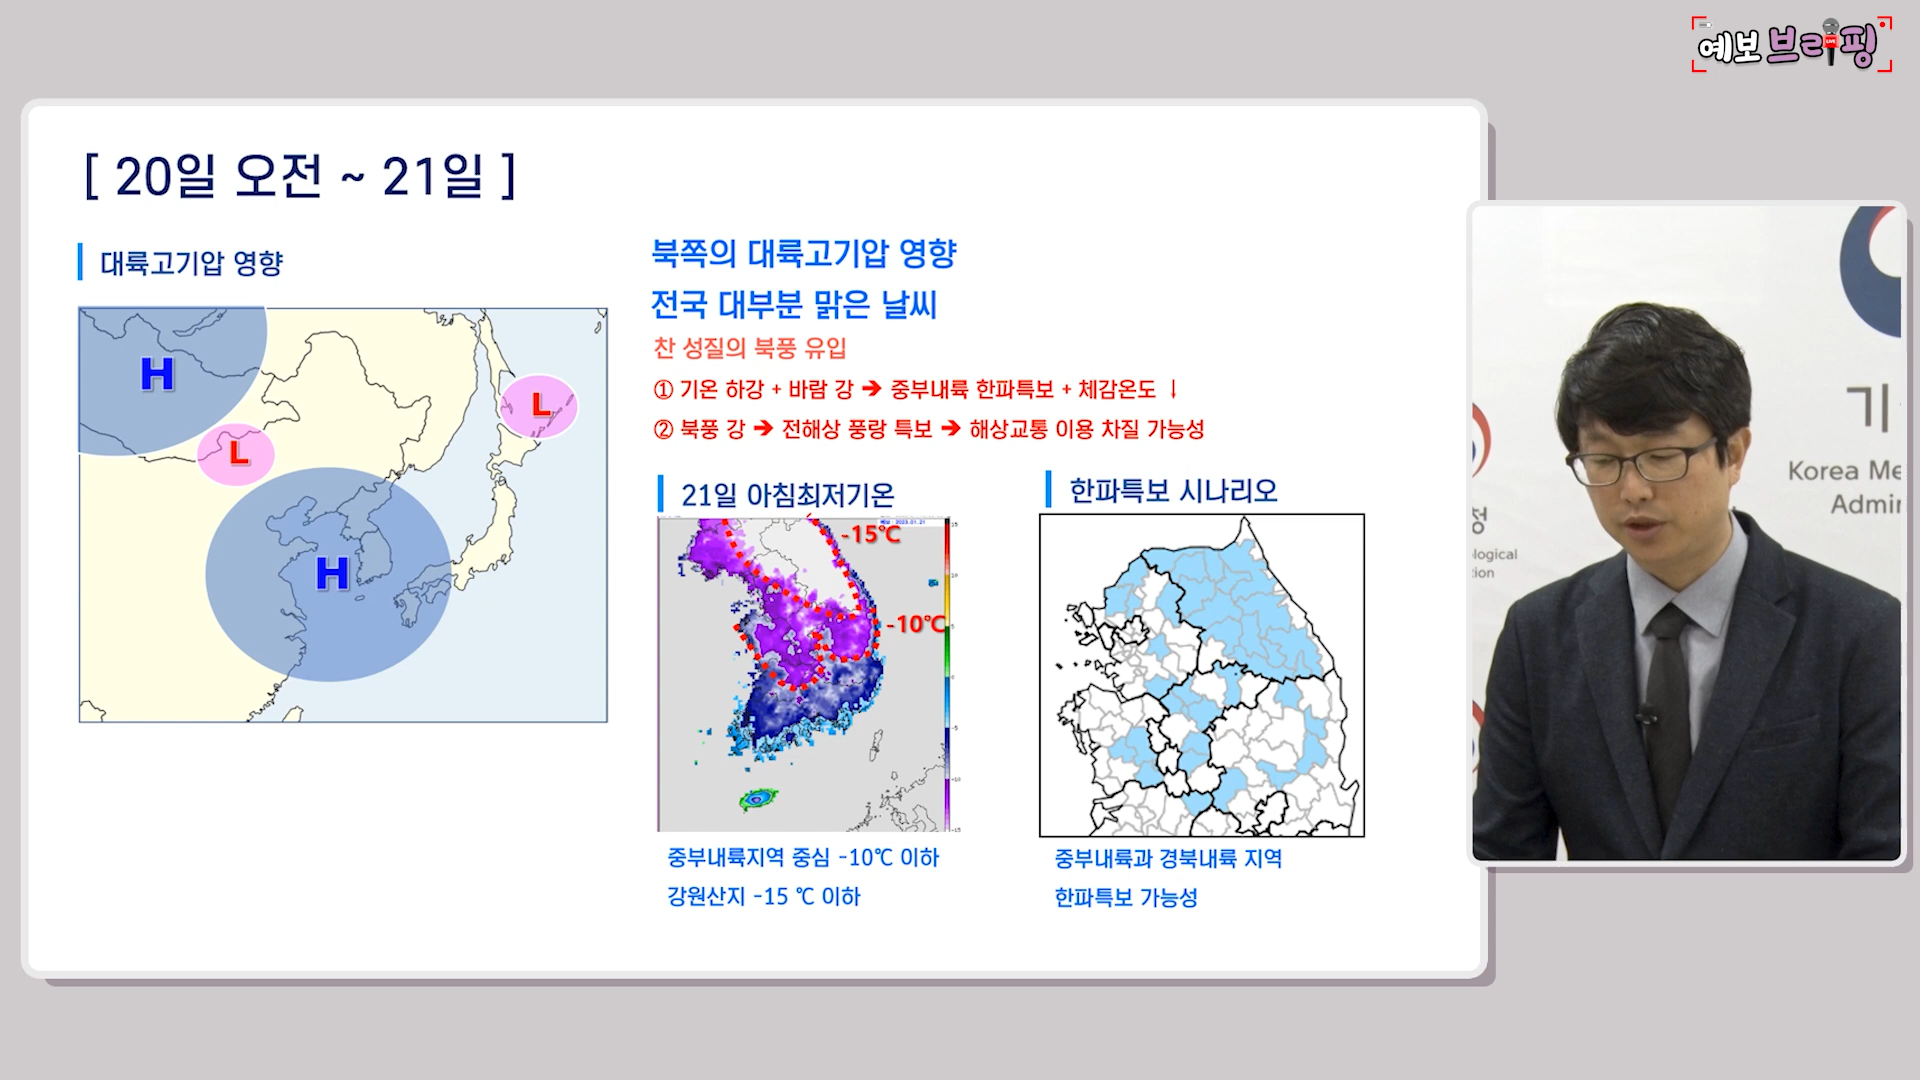 예보 브리핑
LIVE
[ 20일 오전 ~ 21일 ]
대륙고기압 영향
H
L
L
H
북쪽의 대륙고기압 영향
전국 대부분 맑은 날씨
찬 성질의 북풍 유입
① 기온 하강 + 바람 강 ➔ 중부내륙 한파특보 + 체감온도 ↓
② 북풍 강 ➔ 전해상 풍랑 특보 ➔ 해상교통 이용 차질 가능성
21일 아침최저기온
-15℃
-10℃
중부내륙지역 중심 -10℃ 이하
강원산지 -15 ℃ 이하
한파특보 시나리오
중부내륙과 경북내륙 지역
한파특보 가능성
기
Korea Me
Admin
청
ological
tion